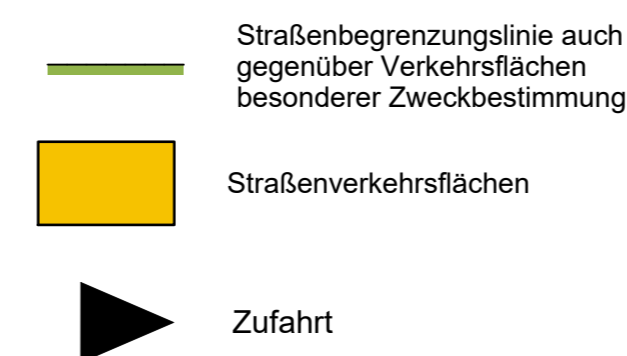 Straßenbegrenzungslinie auch
gegenüber Verkehrsflächen
besonderer Zweckbestimmung
Straßenverkehrsflächen
Zufahrt